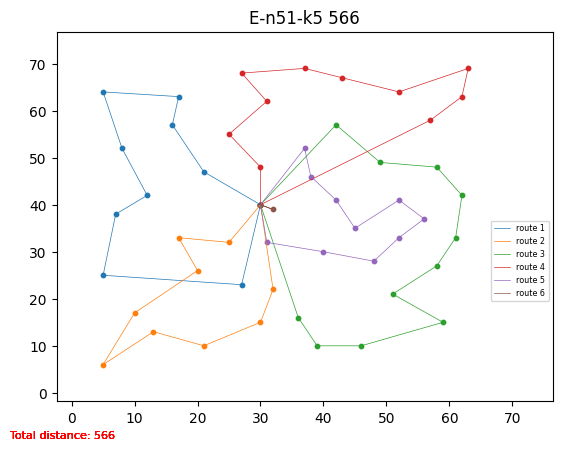 E-n51-k5 566
70
60
50
40
30
20
10
0
route 1
route 2
route 3
route 4
route 5
route 6
0 10 20 30 40 50 60 70
Total distance: 566